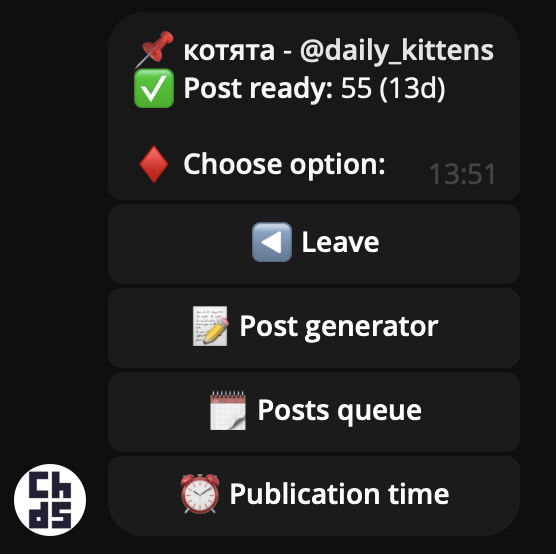 котята - @daily_kittens
Post ready: 55 (13d)
Choose option:
13:51
Leave
Post generator
Posts queue
Publication time
Ch
ds